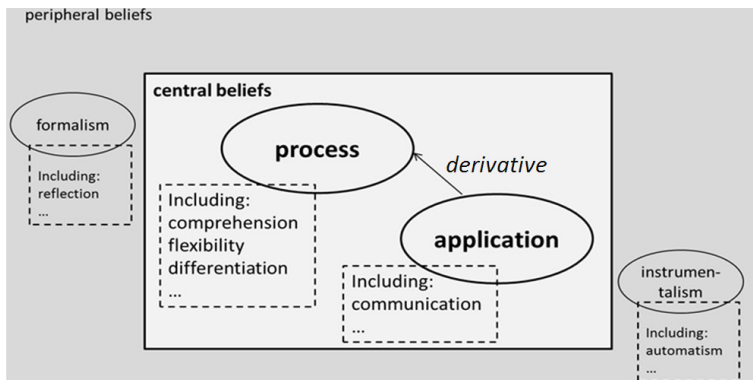 peripheral beliefs
central beliefs
formalism
Including:
reflection
...
process
derivative
Including:
comprehension
flexibility
differentiation
...
application
Including:
communication
...
instrumen-
talism
Including:
automatism
...